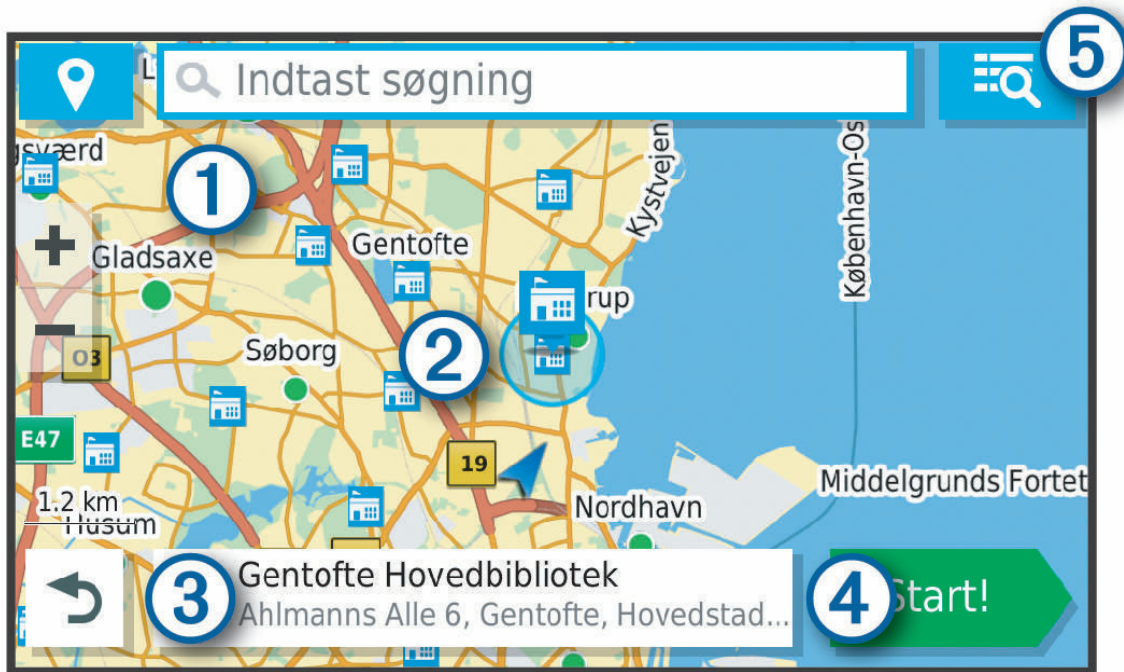 5
Indtast søgning
1
Kystvejen
København-Os
Gentofte
Gladsaxe
rup
2
O3
Søborg
E47
19
Middelgrunds Fortet
1.2 km
Husum
Nordhavn
3
Gentofte Hovedbibliotek
Ahlmanns Alle 6, Gentofte, Hovedstad...
4
Start!